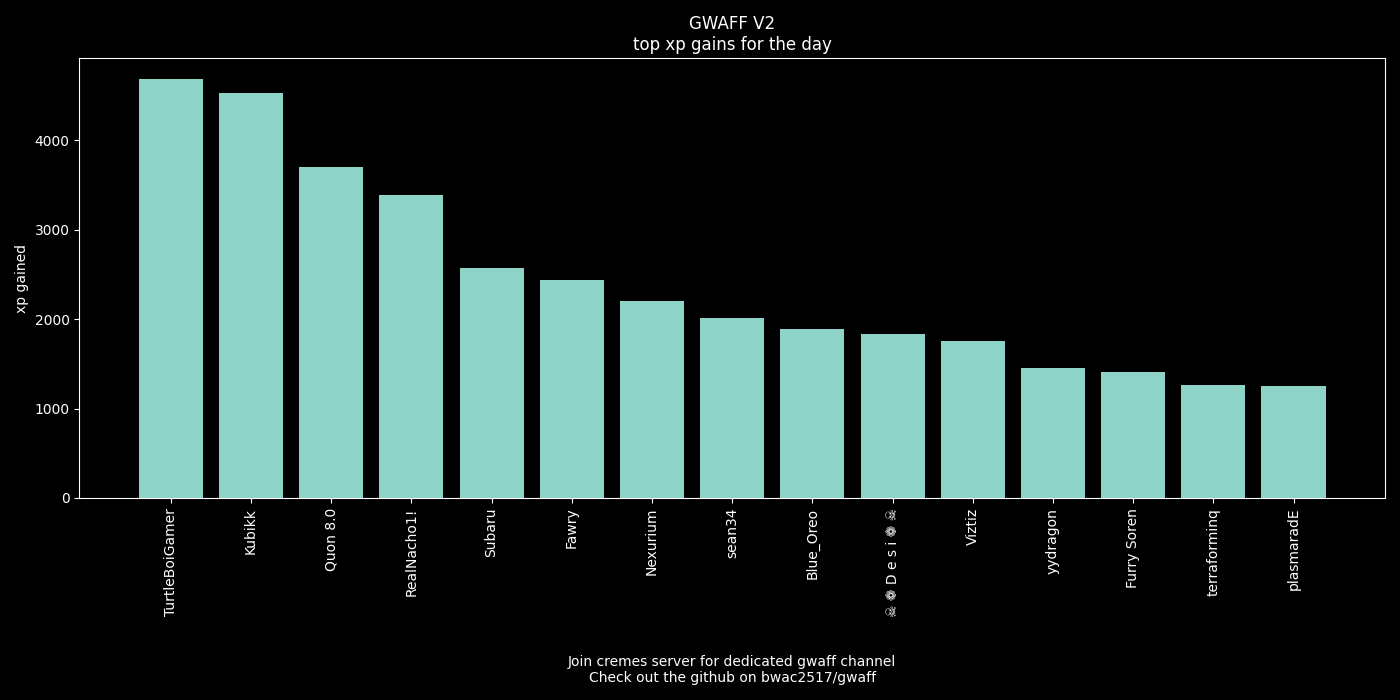 GWAFF V2
top xp gains for the day
xp gained
4000
3000
2000
1000
0
TurtleBoiGamer
Kubikk
Quon 8.0
RealNacho1!
Subaru
Fawry
Nexurium
sean34
Blue_Oreo
☠ ❁ D e s i ❁ ☠
Viztiz
yydragon
Furry Soren
terraforminq
plasmaradE
Join cremes server for dedicated gwaff channel
Check out the github on bwac2517/gwaff